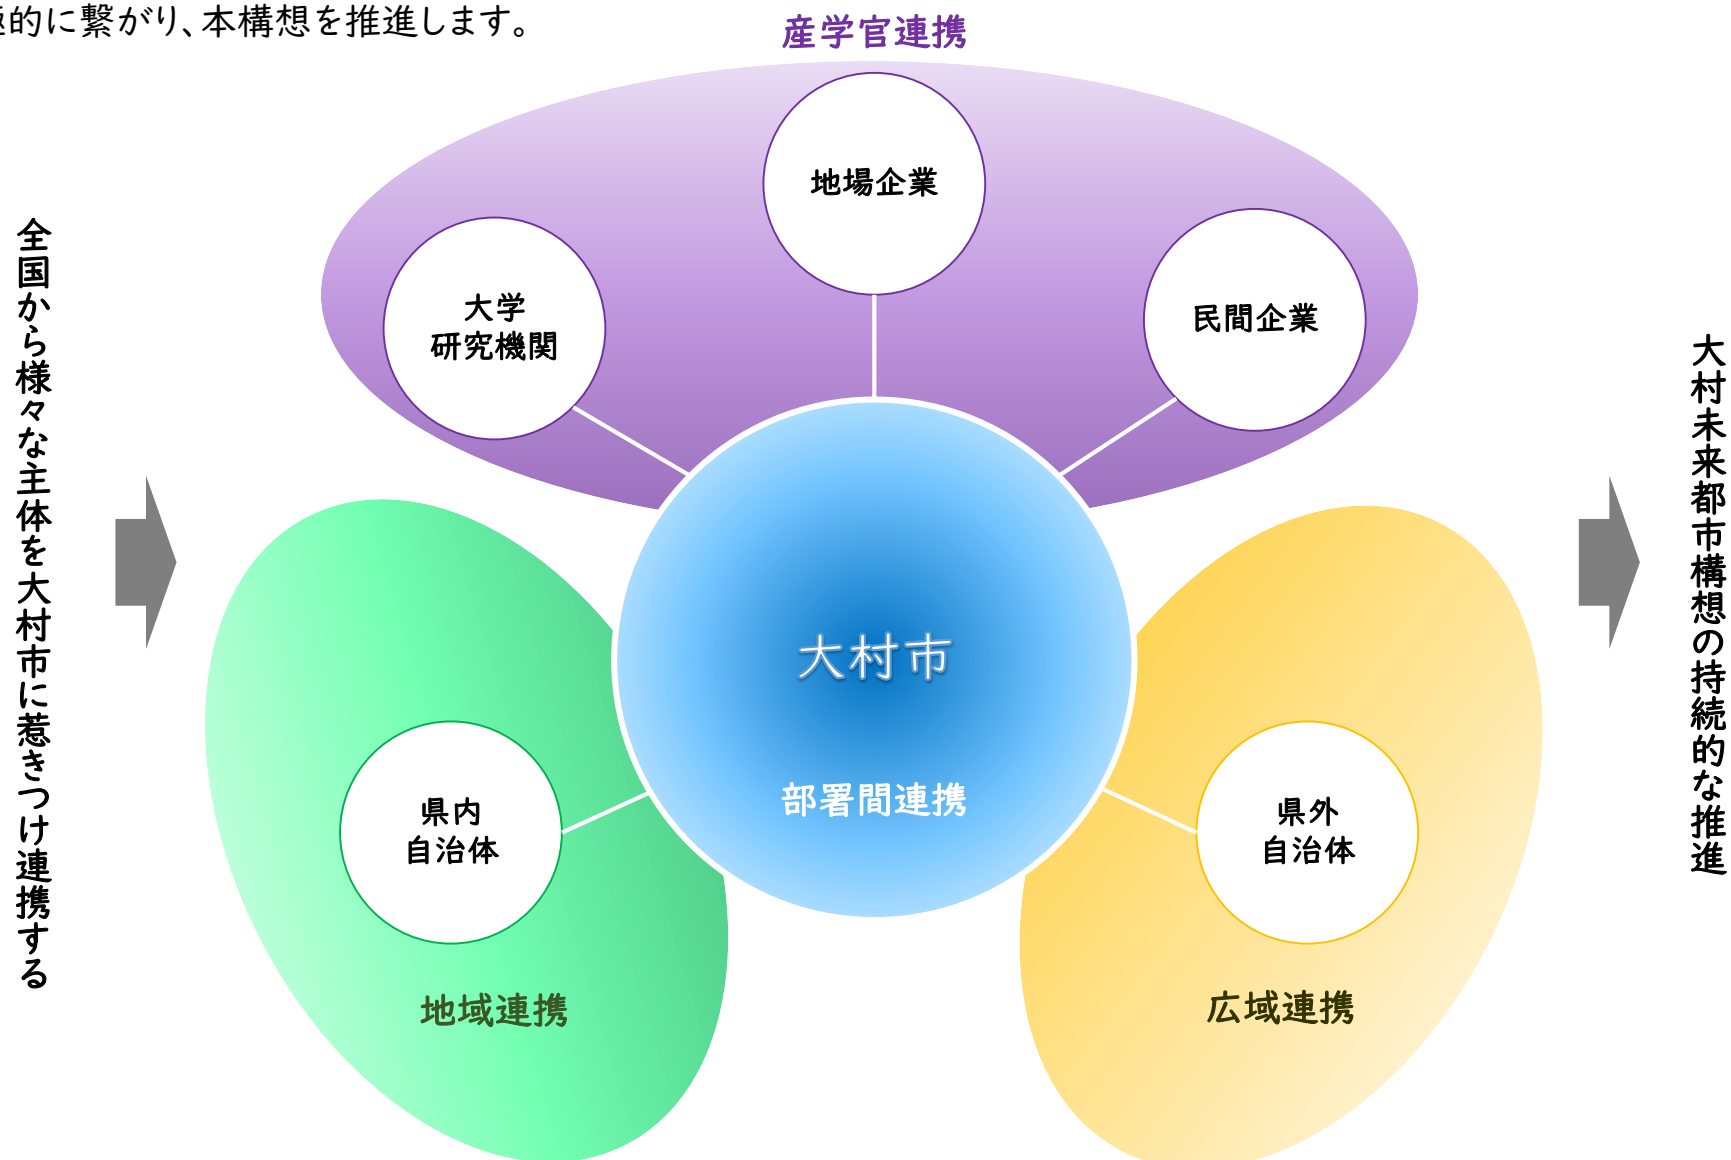 的に繋がり、本構想を推進します。
産学官連携
地場企業
大学
研究機関
民間企業
全国から様々な主体を大村市に惹きつけ連携する
大村市
部署間連携
県内
自治体
地域連携
県外
自治体
広域連携
大村未来都市構想の持続的な推進